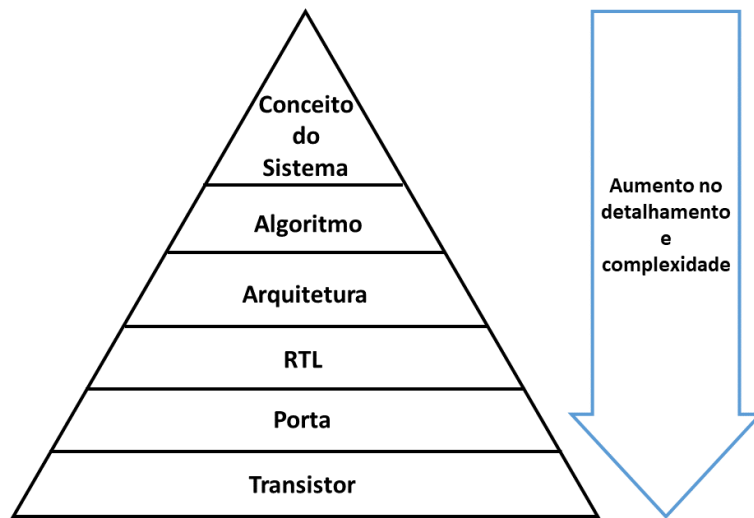 Conceito
do
Sistema
Algoritmo
Arquitetura
RTL
Porta
Transistor
Aumento no
detalhamento
e
complexidade